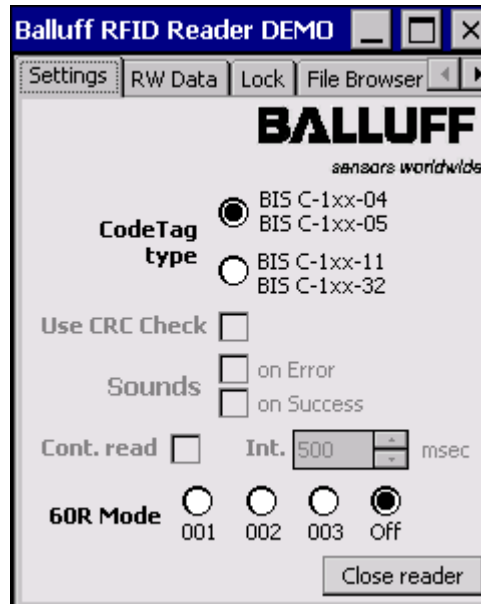 Balluff RFID Reader DEMO
Settings RW Data Lock File Browser
BALLUFF
sensors worldwide
CodeTag type
BIS C-1xx-04
BIS C-1xx-05
BIS C-1xx-11
BIS C-1xx-32
Use CRC Check
Sounds
on Error
on Success
Cont. read Int. 500 msec
60R Mode
001 002 003 Off
Close reader